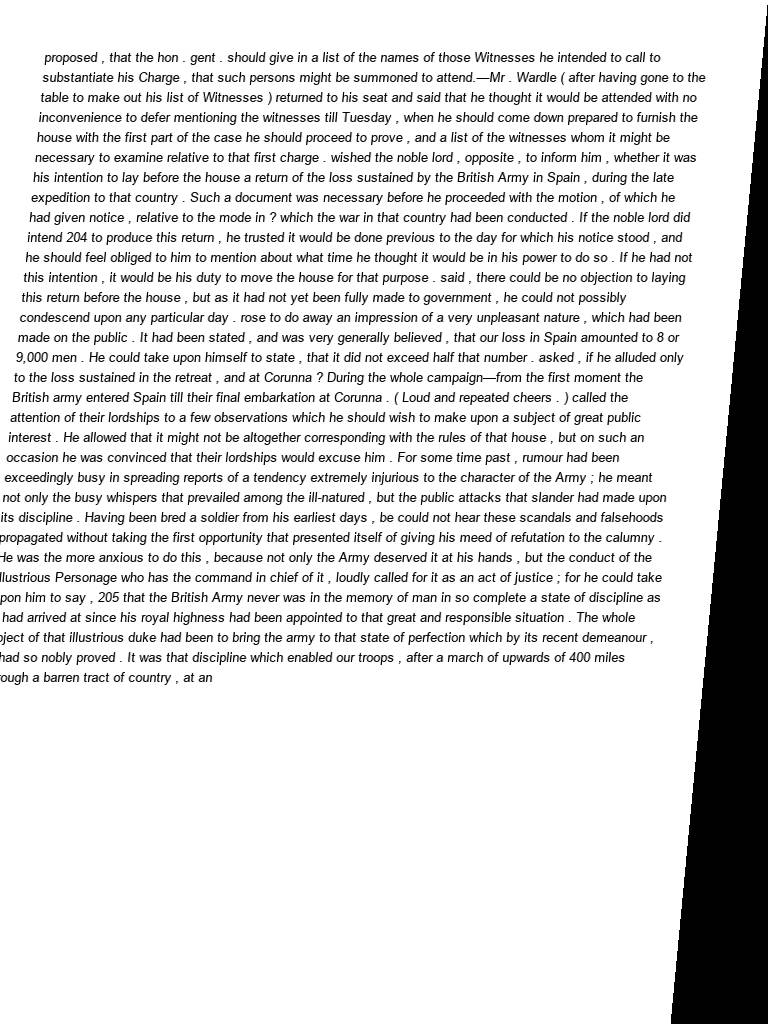 proposed , that the hon . gent . should give in a list of the names of those Witnesses he intended to call to
substantiate his Charge , that such persons might be summoned to attend.—Mr . Wardle ( after having gone to the
table to make out his list of Witnesses ) returned to his seat and said that he thought it would be attended with no
inconvenience to defer mentioning the witnesses till Tuesday , when he should come down prepared to furnish the
house with the first part of the case he should proceed to prove , and a list of the witnesses whom it might be
necessary to examine relative to that first charge . wished the noble lord , opposite , to inform him , whether it was
his intention to lay before the house a return of the loss sustained by the British Army in Spain , during the late
expedition to that country . Such a document was necessary before he proceeded with the motion , of which he
had given notice , relative to the mode in ? which the war in that country had been conducted . If the noble lord did
intend 204 to produce this return , he trusted it would be done previous to the day for which his notice stood , and
he should feel obliged to him to mention about what time he thought it would be in his power to do so . If he had not
this intention , it would be his duty to move the house for that purpose . said , there could be no objection to laying
this return before the house , but as it had not yet been fully made to government , he could not possibly
condescend upon any particular day . rose to do away an impression of a very unpleasant nature , which had been
made on the public . It had been stated , and was very generally believed , that our loss in Spain amounted to 8 or
9,000 men . He could take upon himself to state , that it did not exceed half that number . asked , if he alluded only
to the loss sustained in the retreat , and at Corunna ? During the whole campaign—from the first moment the
British army entered Spain till their final embarkation at Corunna . ( Loud and repeated cheers . ) called the
attention of their lordships to a few observations which he should wish to make upon a subject of great public
interest . He allowed that it might not be altogether corresponding with the rules of that house , but on such an
occasion he was convinced that their lordships would excuse him . For some time past , rumour had been
exceedingly busy in spreading reports of a tendency extremely injurious to the character of the Army ; he meant
not only the busy whispers that prevailed among the ill-natured , but the public attacks that slander had made upon
its discipline . Having been bred a soldier from his earliest days , be could not hear these scandals and falsehoods
propagated without taking the first opportunity that presented itself of giving his meed of refutation to the calumny .
He was the more anxious to do this , because not only the Army deserved it at his hands , but the conduct of the
llustrious Personage who has the command in chief of it , loudly called for it as an act of justice ; for he could take
pon him to say , 205 that the British Army never was in the memory of man in so complete a state of discipline as
had arrived at since his royal highness had been appointed to that great and responsible situation . The whole
bject of that illustrious duke had been to bring the army to that state of perfection which by its recent demeanour ,
had so nobly proved . It was that discipline which enabled our troops , after a march of upwards of 400 miles
rough a barren tract of country , at an